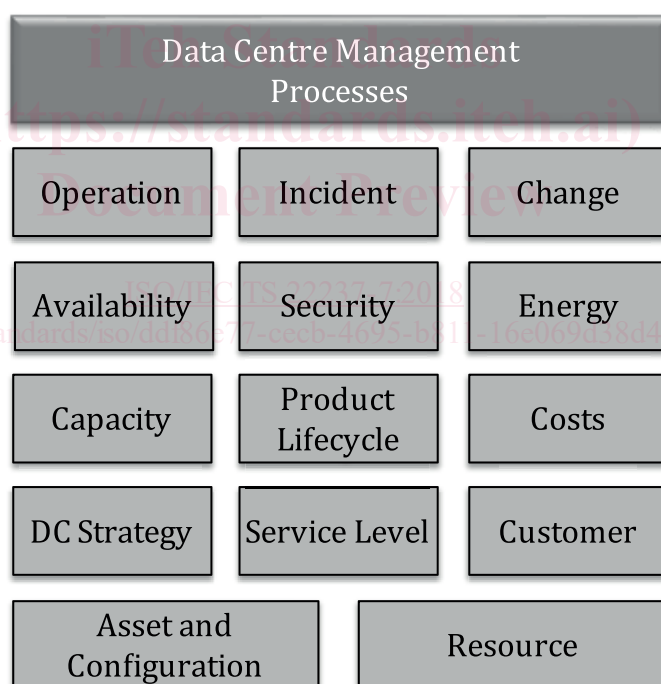 Data Centre Management
Processes
iTeh Standards
ttps://standards.iteh.ai)
Operation Incident Change
Document Preview
Availability Security Energy
ISO/IEC TS 22237-7:2018
Capacity
Product
Lifecycle
Costs
DC Strategy Service Level Customer
Asset and
Configuration
Resource